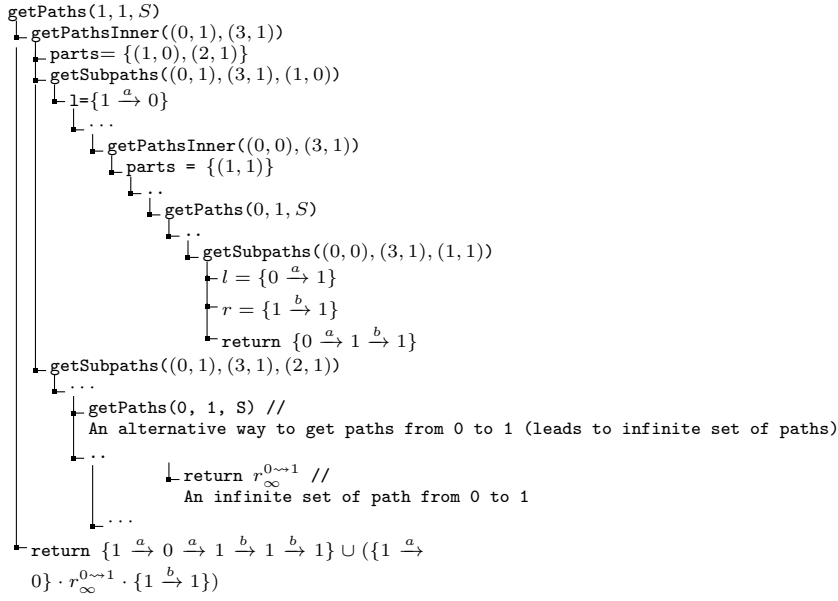 getPaths(1, 1, S)
getPathsInner((0, 1), (3, 1))
parts= {(1, 0), (2, 1)}
getSubpaths((0, 1), (3, 1), (1, 0))
l={1 –a→ 0}
...
getPathsInner((0, 0), (3, 1))
parts = {(1, 1)}
..
getPaths(0, 1, S)
..
getSubpaths((0, 0), (3, 1), (1, 1))
l = {0 –a→ 1}
r = {1 –b→ 1}
return {0 –a→ 1 –b→ 1}
getSubpaths((0, 1), (3, 1), (2, 1))
...
getPaths(0, 1, S) //
An alternative way to get paths from 0 to 1 (leads to infinite set of paths)
..
return r_∞^{0⇝1} //
An infinite set of path from 0 to 1
...
return {1 –a→ 0 –a→ 1 –b→ 1 –b→ 1} ∪ ({1 –a→
0} · r_∞^{0⇝1} · {1 –b→ 1})